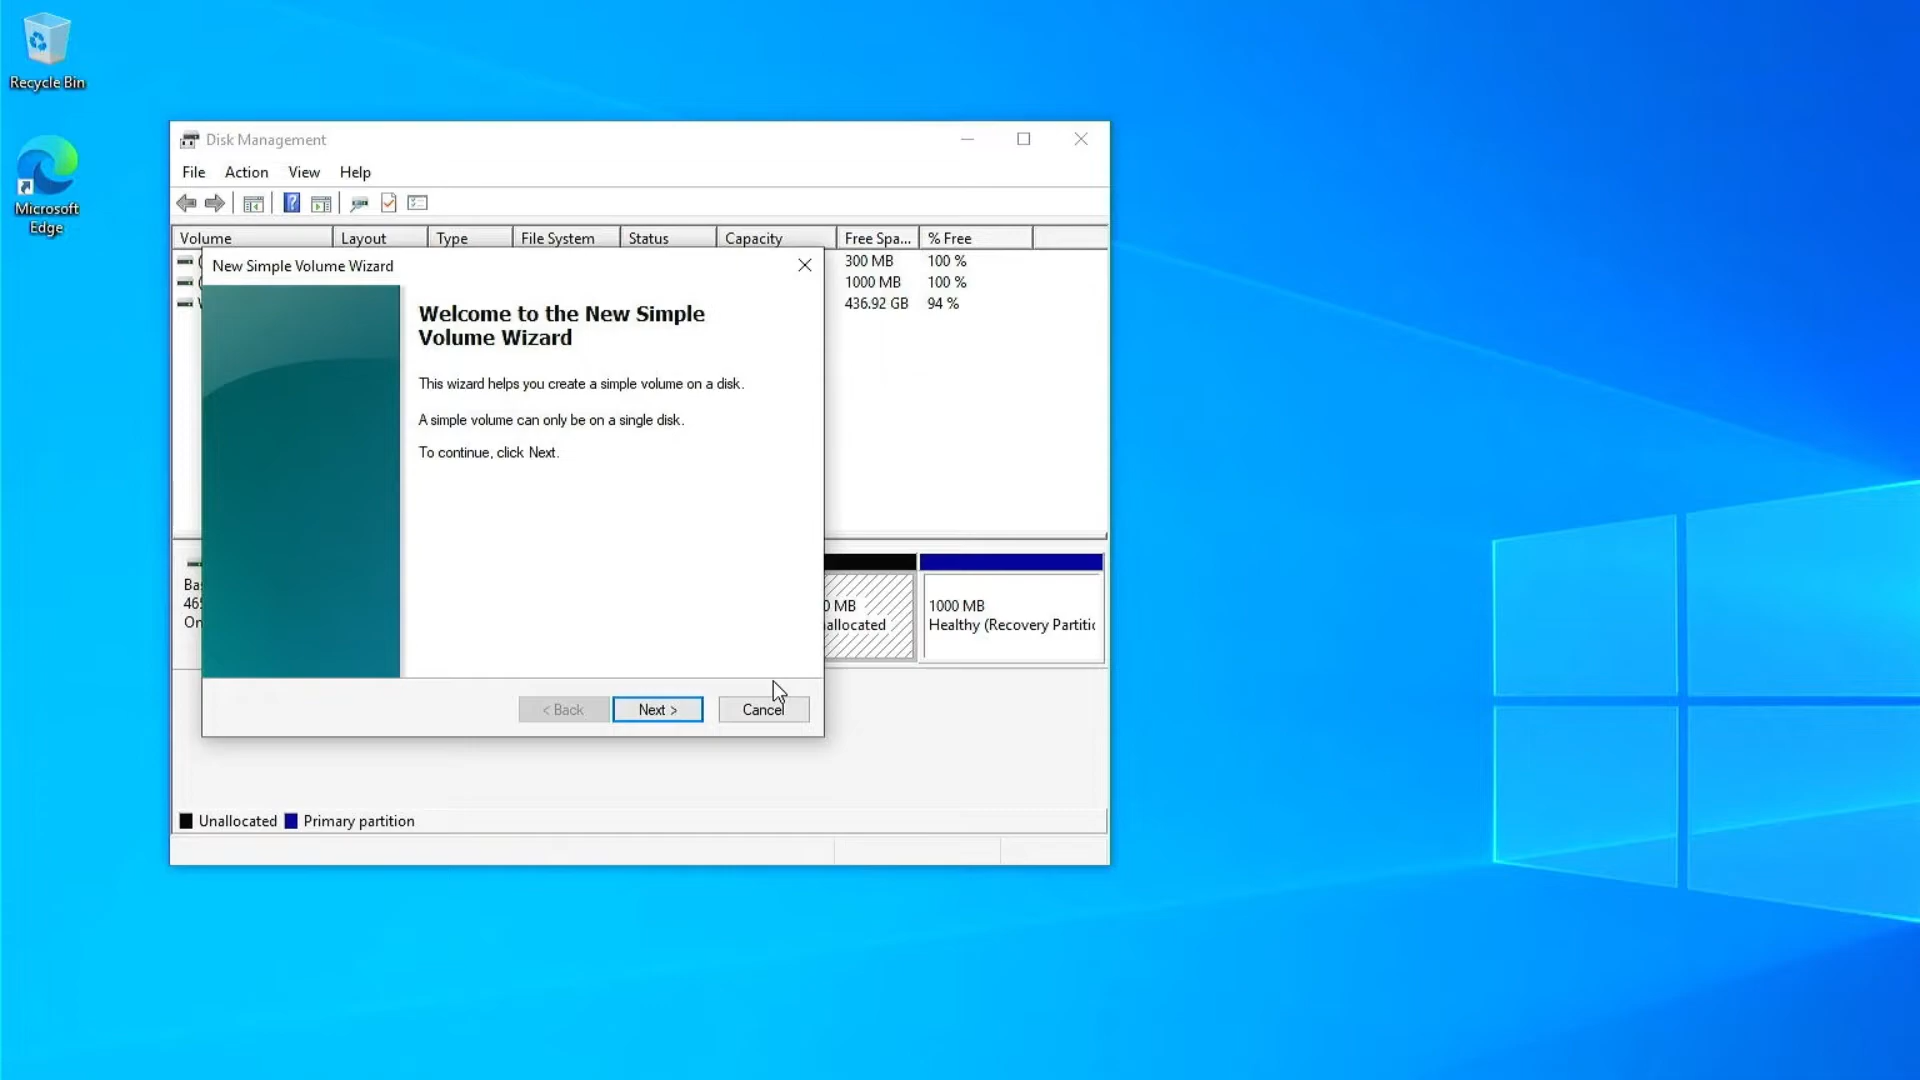 Recycle Bin
Microsoft
Edge
Disk Management
File Action View Help
Volume Layout Type File System Status Capacity Free Spa... % Free
300 MB 100 %
1000 MB 100 %
436.92 GB 94 %
New Simple Volume Wizard
Welcome to the New Simple
Volume Wizard
This wizard helps you create a simple volume on a disk.
A simple volume can only be on a single disk.
To continue, click Next.
< Back Next > Cancel
0 MB
allocated
1000 MB
Healthy (Recovery Partitic
Unallocated Primary partition